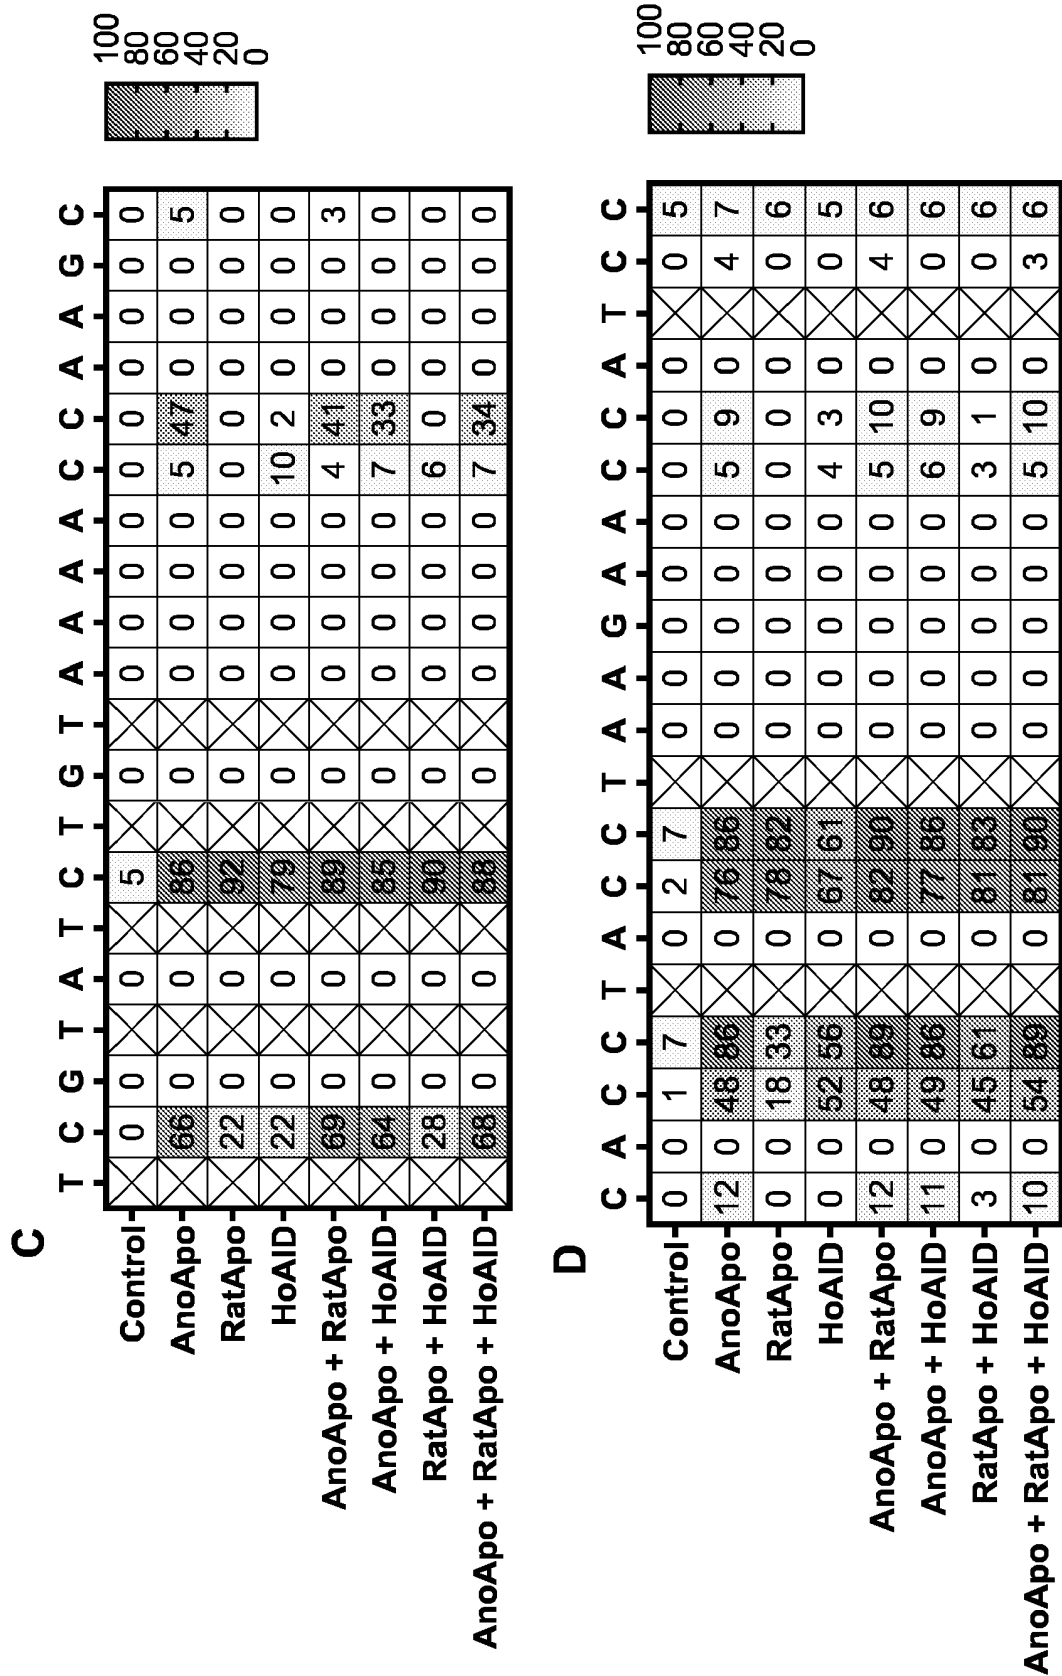 C
T C G T A T C T G T A A A A C C A A G C
Control 0 0 0 5 0 0 0 0 0 0 0 0 0 0 0
AnoApo 66 0 0 86 0 0 0 0 0 5 47 0 0 0 5
RatApo 22 0 0 92 0 0 0 0 0 0 0 0 0 0 0
HoAID 22 0 0 79 0 0 0 0 0 10 2 0 0 0 0
AnoApo + RatApo 69 0 0 89 0 0 0 0 0 4 41 0 0 0 3
AnoApo + HoAID 64 0 0 85 0 0 0 0 0 7 33 0 0 0 0
RatApo + HoAID 28 0 0 90 0 0 0 0 0 6 0 0 0 0 0
AnoApo + RatApo + HoAID 68 0 0 88 0 0 0 0 0 7 34 0 0 0 0
100
80
60
40
20
0
D
C A C C T A C C T A A G A A C C A T C C
Control 0 0 1 7 0 2 7 0 0 0 0 0 0 0 0 0 5
AnoApo 12 0 48 86 0 76 86 0 0 0 0 0 5 9 0 4 7
RatApo 0 0 18 33 0 78 82 0 0 0 0 0 0 0 0 0 6
HoAID 0 0 52 56 0 67 61 0 0 0 0 0 4 3 0 0 5
AnoApo + RatApo 12 0 48 89 0 82 90 0 0 0 0 0 5 10 0 4 6
AnoApo + HoAID 11 0 49 86 0 77 86 0 0 0 0 0 6 9 0 0 6
RatApo + HoAID 3 0 45 61 0 81 83 0 0 0 0 0 3 1 0 0 6
AnoApo + RatApo + HoAID 10 0 54 89 0 81 90 0 0 0 0 0 5 10 0 3 6
100
80
60
40
20
0